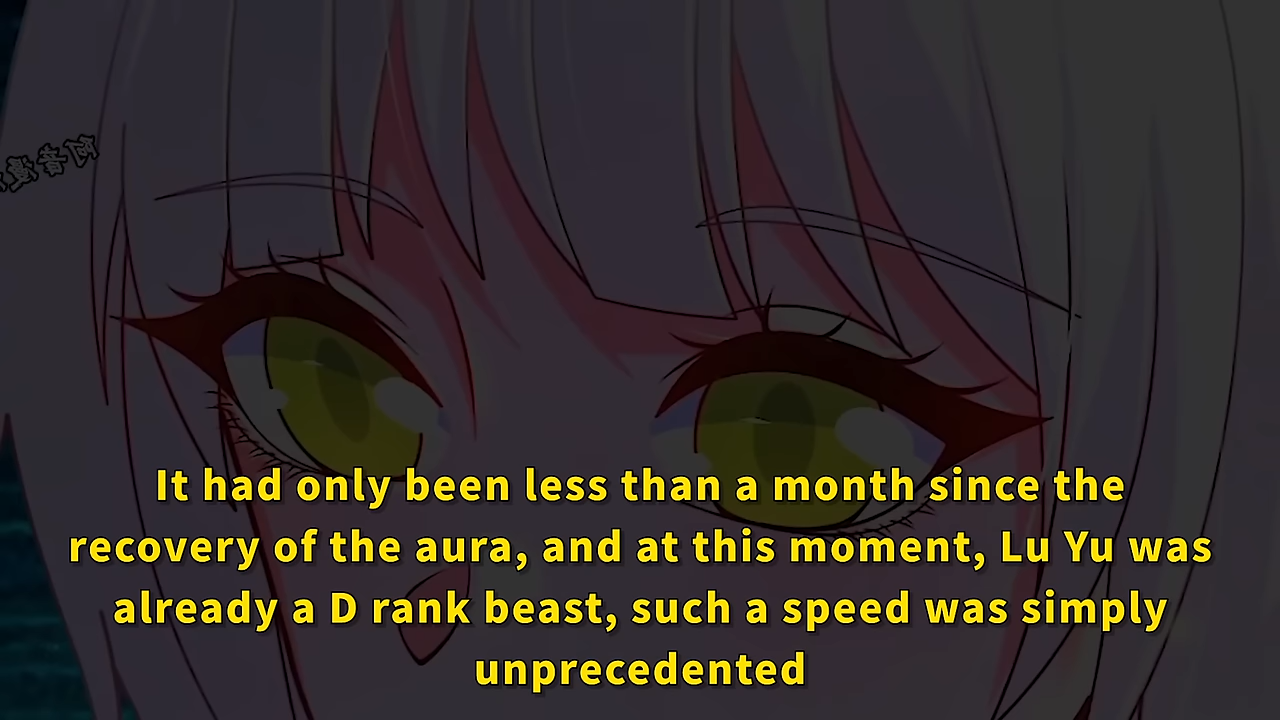 It had only been less than a month since the
recovery of the aura, and at this moment, Lu Yu was
already a D rank beast, such a speed was simply
unprecedented